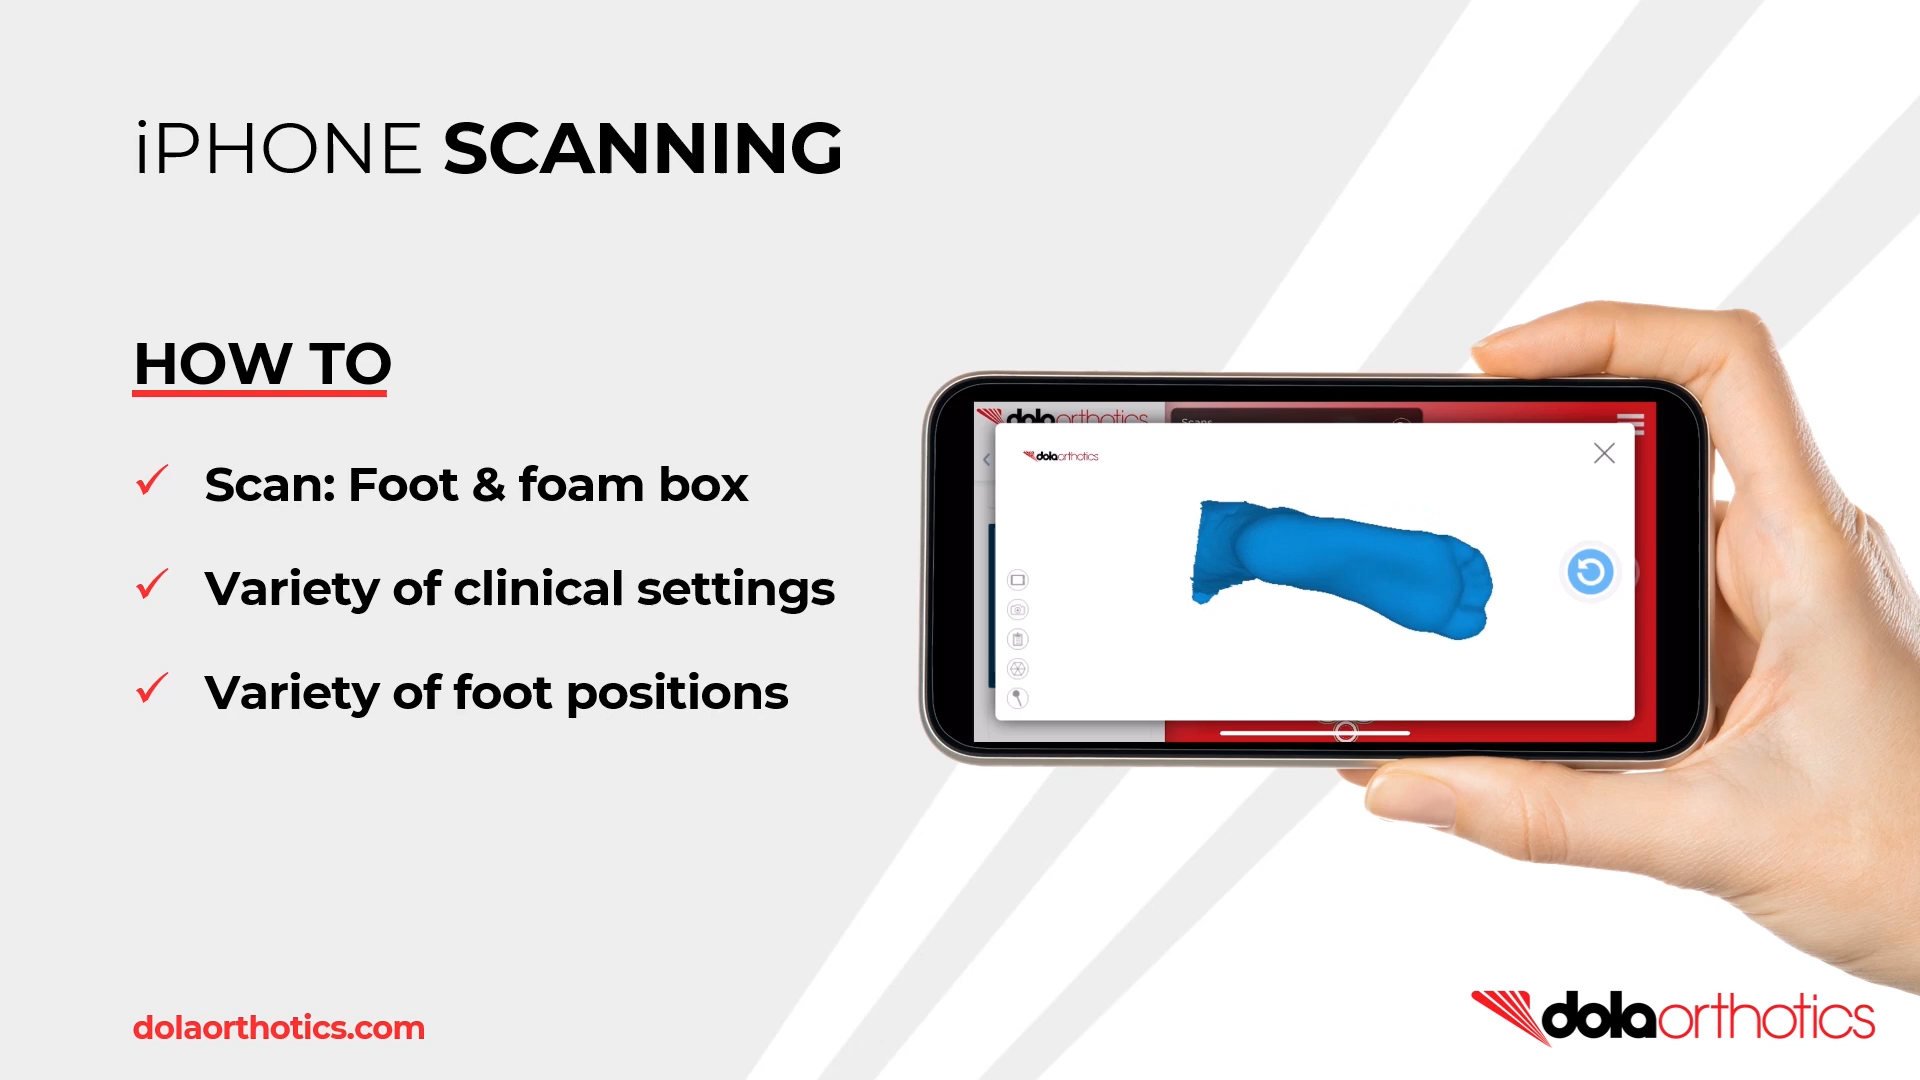 iPHONE SCANNING
HOW TO
Scan: Foot & foam box
Variety of clinical settings
Variety of foot positions
dolaorthotics
Scans
dolaorthotics
dolaorthotics.com
dolaorthotics